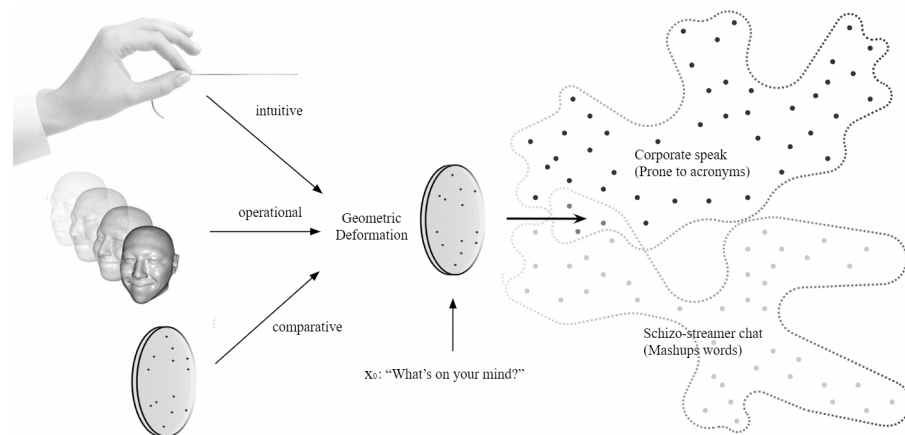 intuitive
operational
Geometric
Deformation
comparative
x₀: “What’s on your mind?”
Corporate speak
(Prone to acronyms)
Schizo-streamer chat
(Mashups words)